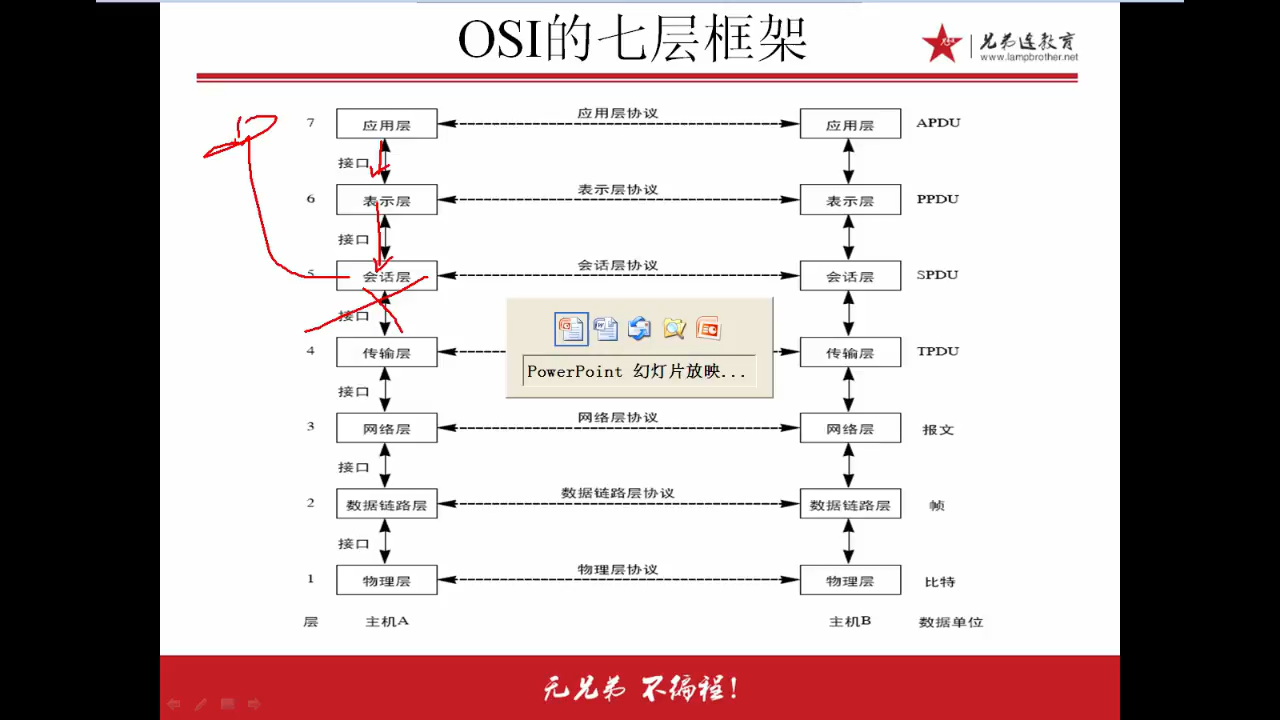 OSI的七层框架
兄弟连教育
www.lampbrother.net
7 应用层 应用层协议 应用层 APDU
接口
6 表示层 表示层协议 表示层 PPDU
接口
5 会话层 会话层协议 会话层 SPDU
接口
4 传输层 传输层 TPDU
PowerPoint 幻灯片放映...
接口
3 网络层 网络层协议 网络层 报文
接口
2 数据链路层 数据链路层协议 数据链路层 帧
接口
1 物理层 物理层协议 物理层 比特
层 主机A 主机B 数据单位
无兄弟 不编程!